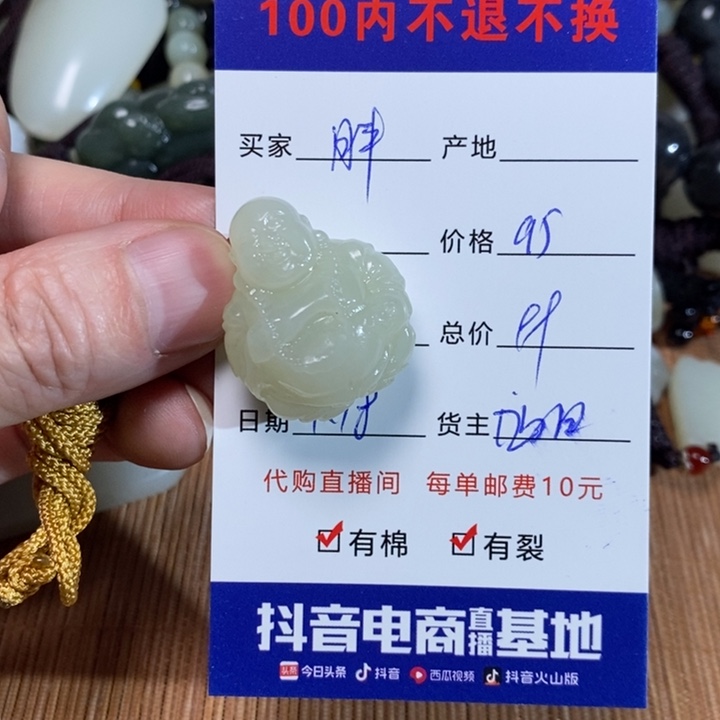 100内不退不换
买家 胖 产地
价格 95
总价
日期 货主
代购直播间 每单邮费10元
有棉 有裂
抖音电商直播基地
头条 今日头条 抖音 西瓜视频 抖音火山版